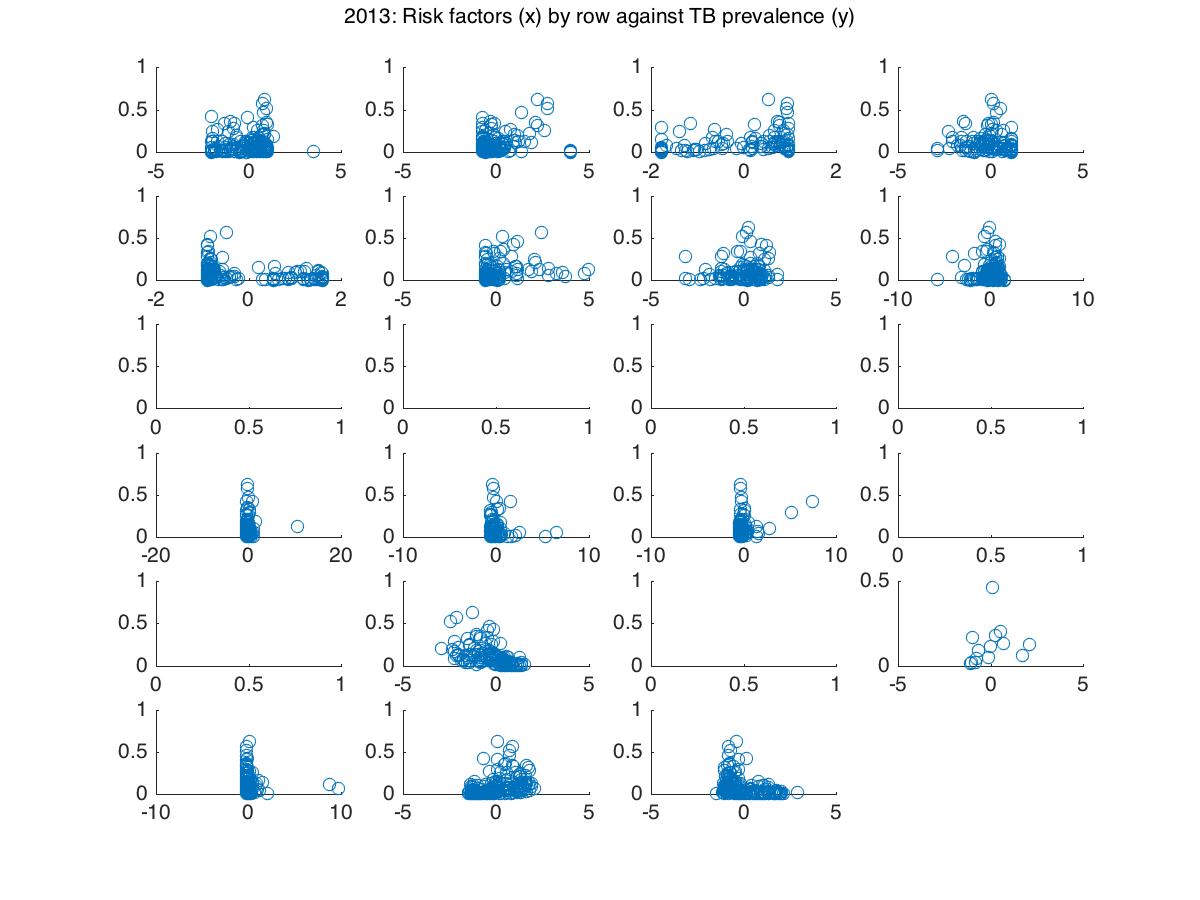 2013: Risk factors (x) by row against TB prevalence (y)
1 1 1 1
0.5 0.5 0.5 0.5
0 0 0 0
-5 0 5 -5 0 5 -2 0 2 -5 0 5
1 1 1 1
0.5 0.5 0.5 0.5
0 0 0 0
-2 0 2 -5 0 5 -5 0 5 -10 0 10
1 1 1 1
0.5 0.5 0.5 0.5
0 0 0 0
0 0.5 1 0 0.5 1 0 0.5 1 0 0.5 1
1 1 1 1
0.5 0.5 0.5 0.5
0 0 0 0
-20 0 20 -10 0 10 -10 0 10 0 0.5 1
1 1 1 0.5
0.5 0.5 0.5
0 0 0 0
0 0.5 1 -5 0 5 0 0.5 1 -5 0 5
1 1 1
0.5 0.5 0.5
0 0 0
-10 0 10 -5 0 5 -5 0 5